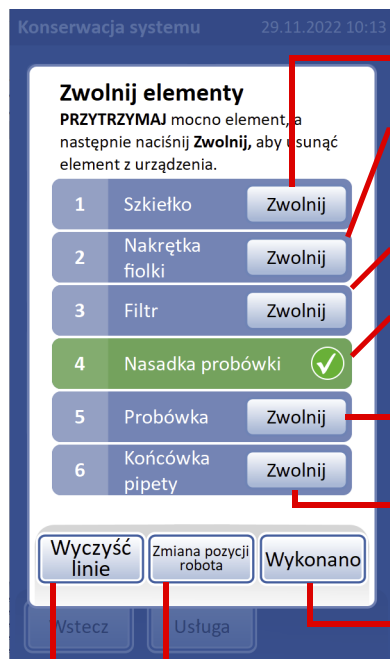 Konserwacja systemu 29.11.2022 10:13
Zwolnij elementy
PRZYTRZYMAJ mocno element, a
następnie naciśnij Zwolnij, aby usunąć
element z urządzenia.
1 Szkiełko Zwolnij
2 Nakrętka
fiolki Zwolnij
3 Filtr Zwolnij
4 Nasadka probówki
5 Probówka Zwolnij
6 Końcówka
pipety Zwolnij
Wyczyść
linie
Zmiana pozycji
robota
Wykonano
Wstecz Usługa